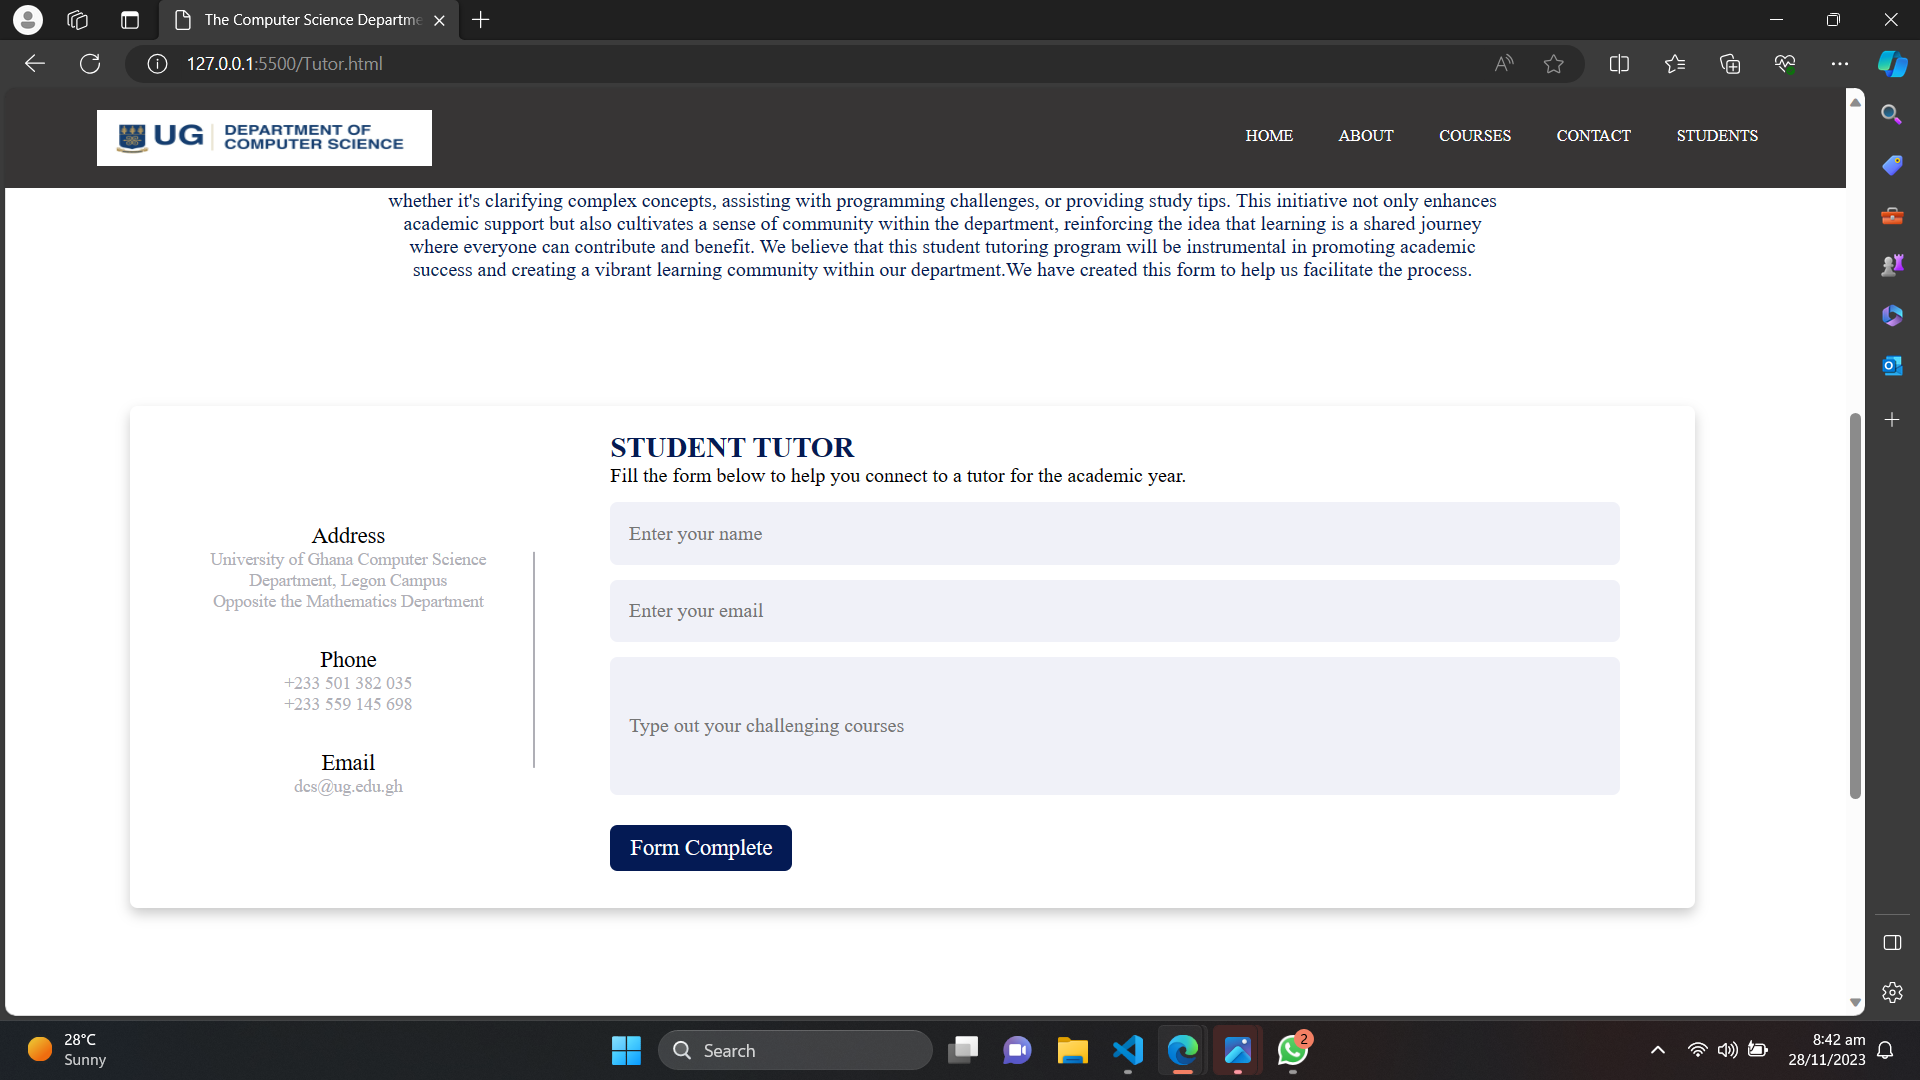 The Computer Science Departme
127.0.0.1:5500/Tutor.html
UG DEPARTMENT OF
COMPUTER SCIENCE
HOME ABOUT COURSES CONTACT STUDENTS
whether it's clarifying complex concepts, assisting with programming challenges, or providing study tips. This initiative not only enhances
academic support but also cultivates a sense of community within the department, reinforcing the idea that learning is a shared journey
where everyone can contribute and benefit. We believe that this student tutoring program will be instrumental in promoting academic
success and creating a vibrant learning community within our department.We have created this form to help us facilitate the process.
Address
University of Ghana Computer Science
Department, Legon Campus
Opposite the Mathematics Department
Phone
+233 501 382 035
+233 559 145 698
Email
dcs@ug.edu.gh
STUDENT TUTOR
Fill the form below to help you connect to a tutor for the academic year.
Enter your name
Enter your email
Type out your challenging courses
Form Complete
28°C
Sunny
Search
2
8:42 am
28/11/2023